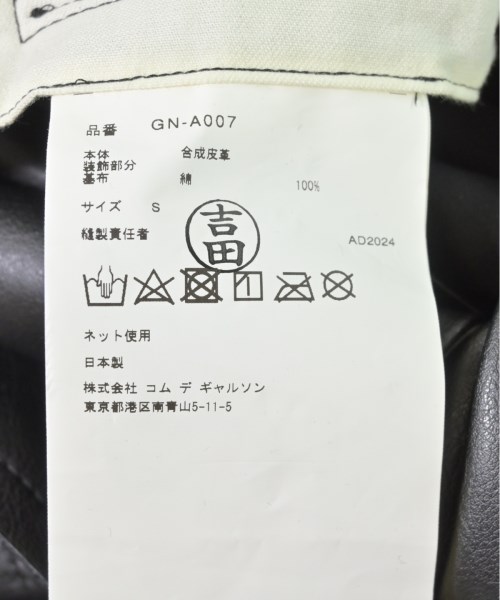 品番 GN-A007
本体 合成皮革
装飾部分
基布 綿 100%
サイズ S
縫製責任者 吉田
AD2024
ネット使用
日本製
株式会社 コム デ ギャルソン
東京都港区南青山5-11-5